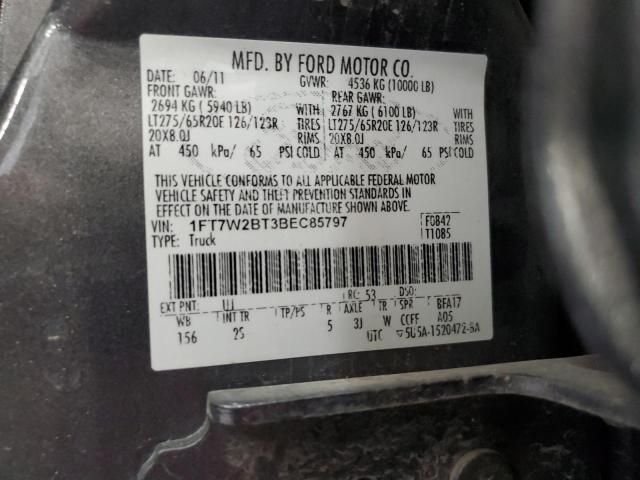 MFD. BY FORD MOTOR CO.
DATE: 06/11 GVWR: 4536 KG (10000 LB)
FRONT GAWR: REAR GAWR:
2694 KG ( 5940 LB) WITH 2767 KG ( 6100 LB) WITH
LT275/65R20E 126/123R TIRES LT275/65R20E 126/123R TIRES
20X8.0J RIMS 20X8.0J RIMS
AT 450 kPa/ 65 PSI COLD AT 450 kPa/ 65 PSI COLD
THIS VEHICLE CONFORMS TO ALL APPLICABLE FEDERAL MOTOR
VEHICLE SAFETY AND THEFT PREVENTION STANDARDS IN
EFFECT ON THE DATE OF MANUFACTURE SHOWN ABOVE.
VIN: 1FT7W2BT3BEC85797 F0842
TYPE: Truck T1085
EXT PNT: UJ RC: 53 DSO:
WB INT TR TP/PS R AXLE TR SPR BFA17
156 2S 5 3J W CCFF A05
UTC ▽5U5A-1520472-BA